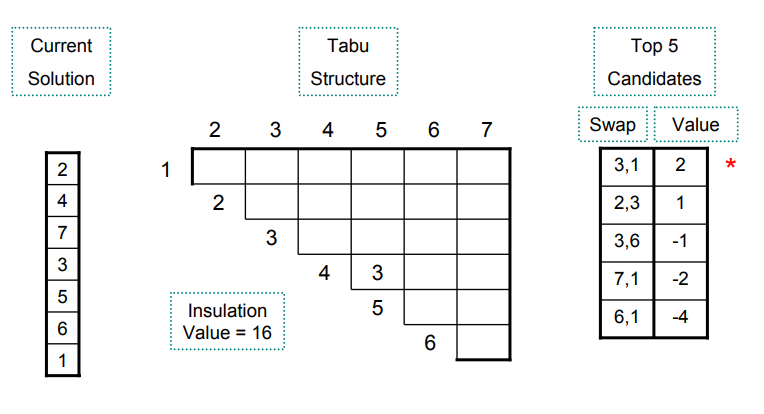 Current
Solution
Tabu
Structure
Top 5
Candidates
Swap Value
2 3 4 5 6 7
1
2
3
4 3
5
6
2
4
7
3
5
6
1
Insulation
Value = 16
3,1 2 *
2,3 1
3,6 -1
7,1 -2
6,1 -4